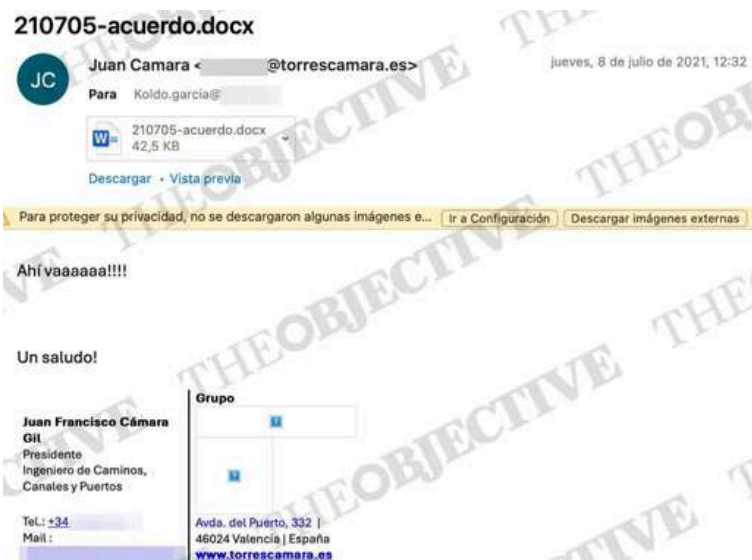 210705-acuerdo.docx
JC
Juan Camara < @torrescamara.es>
jueves, 8 de julio de 2021, 12:32
Para Koldo.garcia@
210705-acuerdo.docx
42,5 KB
Descargar • Vista previa
Para proteger su privacidad, no se descargaron algunas imágenes e... Ir a Configuración Descargar imágenes externas
Ahí vaaaaaa!!!!
Un saludo!
Juan Francisco Cámara
Gil
Presidente
Ingeniero de Caminos,
Canales y Puertos
Tel.: +34
Mail :
Grupo
Avda. del Puerto, 332 |
46024 Valencia | España
www.torrescamara.es
THEOBJECTIVE